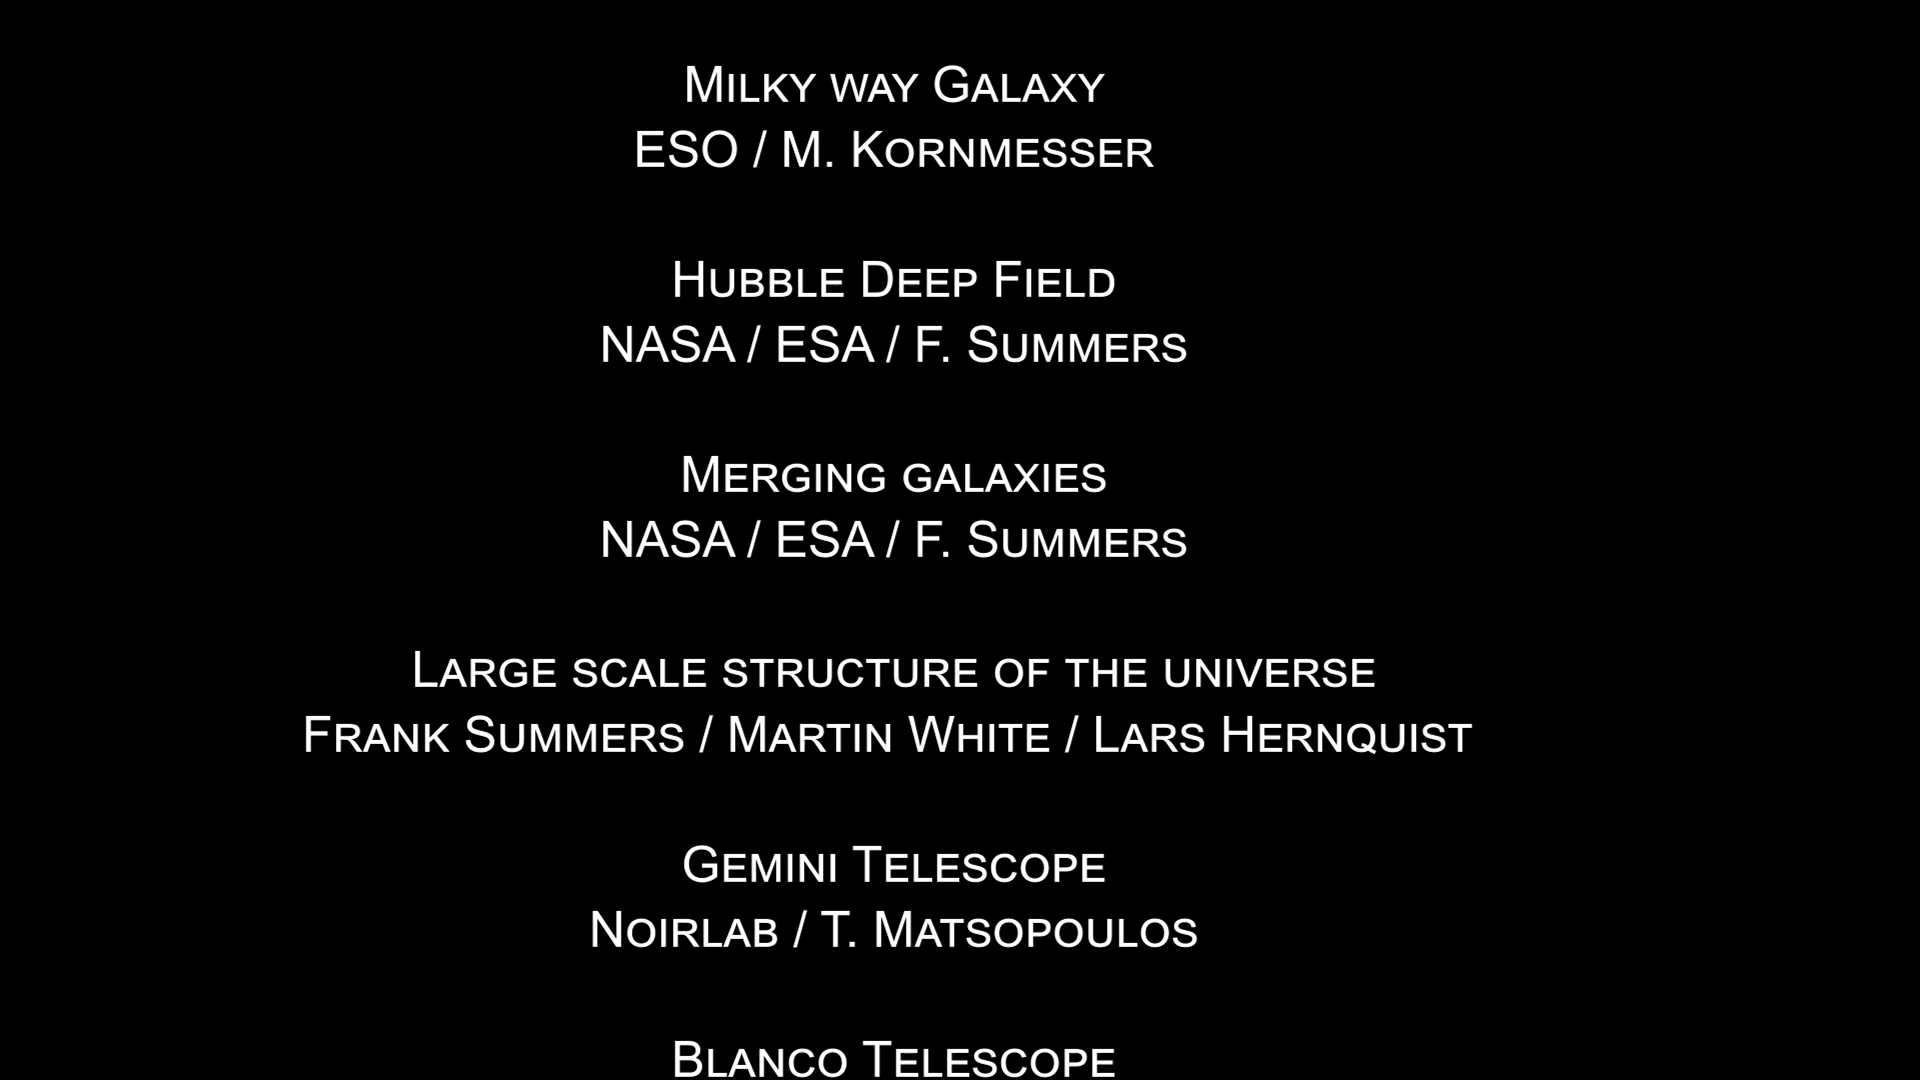 Milky way Galaxy
ESO / M. Kornmesser
Hubble Deep Field
NASA / ESA / F. Summers
Merging galaxies
NASA / ESA / F. Summers
Large scale structure of the universe
Frank Summers / Martin White / Lars Hernquist
Gemini Telescope
Noirlab / T. Matsopoulos
Blanco Telescope